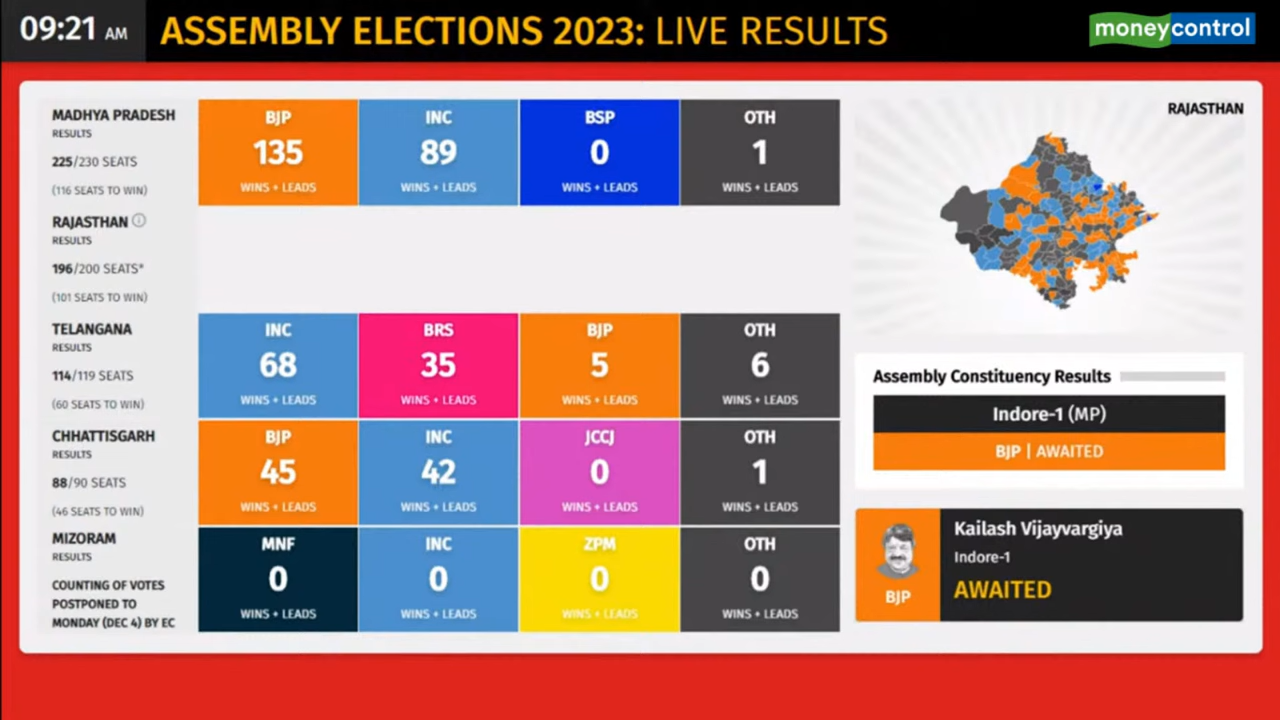 09:21 AM
ASSEMBLY ELECTIONS 2023: LIVE RESULTS
moneycontrol
MADHYA PRADESH
RESULTS
225/230 SEATS
(116 SEATS TO WIN)
BJP
135
WINS + LEADS
INC
89
WINS + LEADS
BSP
0
WINS + LEADS
OTH
1
WINS + LEADS
RAJASTHAN
RESULTS
196/200 SEATS*
(101 SEATS TO WIN)
TELANGANA
RESULTS
114/119 SEATS
(60 SEATS TO WIN)
INC
68
WINS + LEADS
BRS
35
WINS + LEADS
BJP
5
WINS + LEADS
OTH
6
WINS + LEADS
CHHATTISGARH
RESULTS
88/90 SEATS
(46 SEATS TO WIN)
BJP
45
WINS + LEADS
INC
42
WINS + LEADS
JCCJ
0
WINS + LEADS
OTH
1
WINS + LEADS
MIZORAM
RESULTS
COUNTING OF VOTES
POSTPONED TO
MONDAY (DEC 4) BY EC
MNF
0
WINS + LEADS
INC
0
WINS + LEADS
ZPM
0
WINS + LEADS
OTH
0
WINS + LEADS
RAJASTHAN
Assembly Constituency Results
Indore-1 (MP)
BJP | AWAITED
BJP
Kailash Vijayvargiya
Indore-1
AWAITED